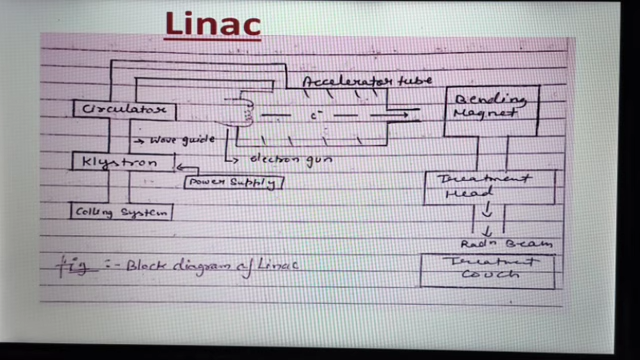 Linac
Accelerator tube
Circulator
e-
Bending
Magnet
→ Wave guide
electron gun
Klystron
Power Supply
Treatment
Head
Colling System
Radn Beam
Fig :- Block diagram of Linac
Treatment
Couch